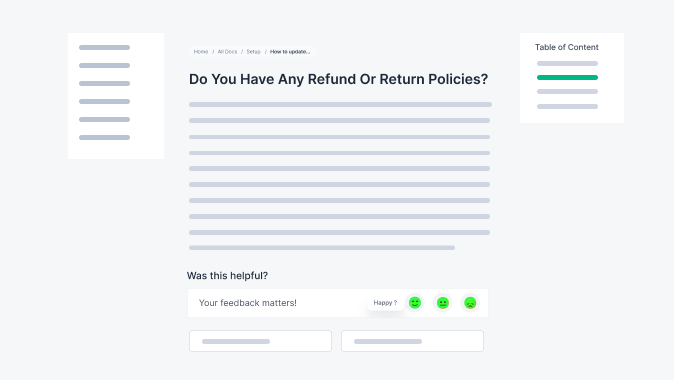 Home / All Docs / Setup / How to update...
Table of Content
Do You Have Any Refund Or Return Policies?
Was this helpful?
Your feedback matters!
Happy ?